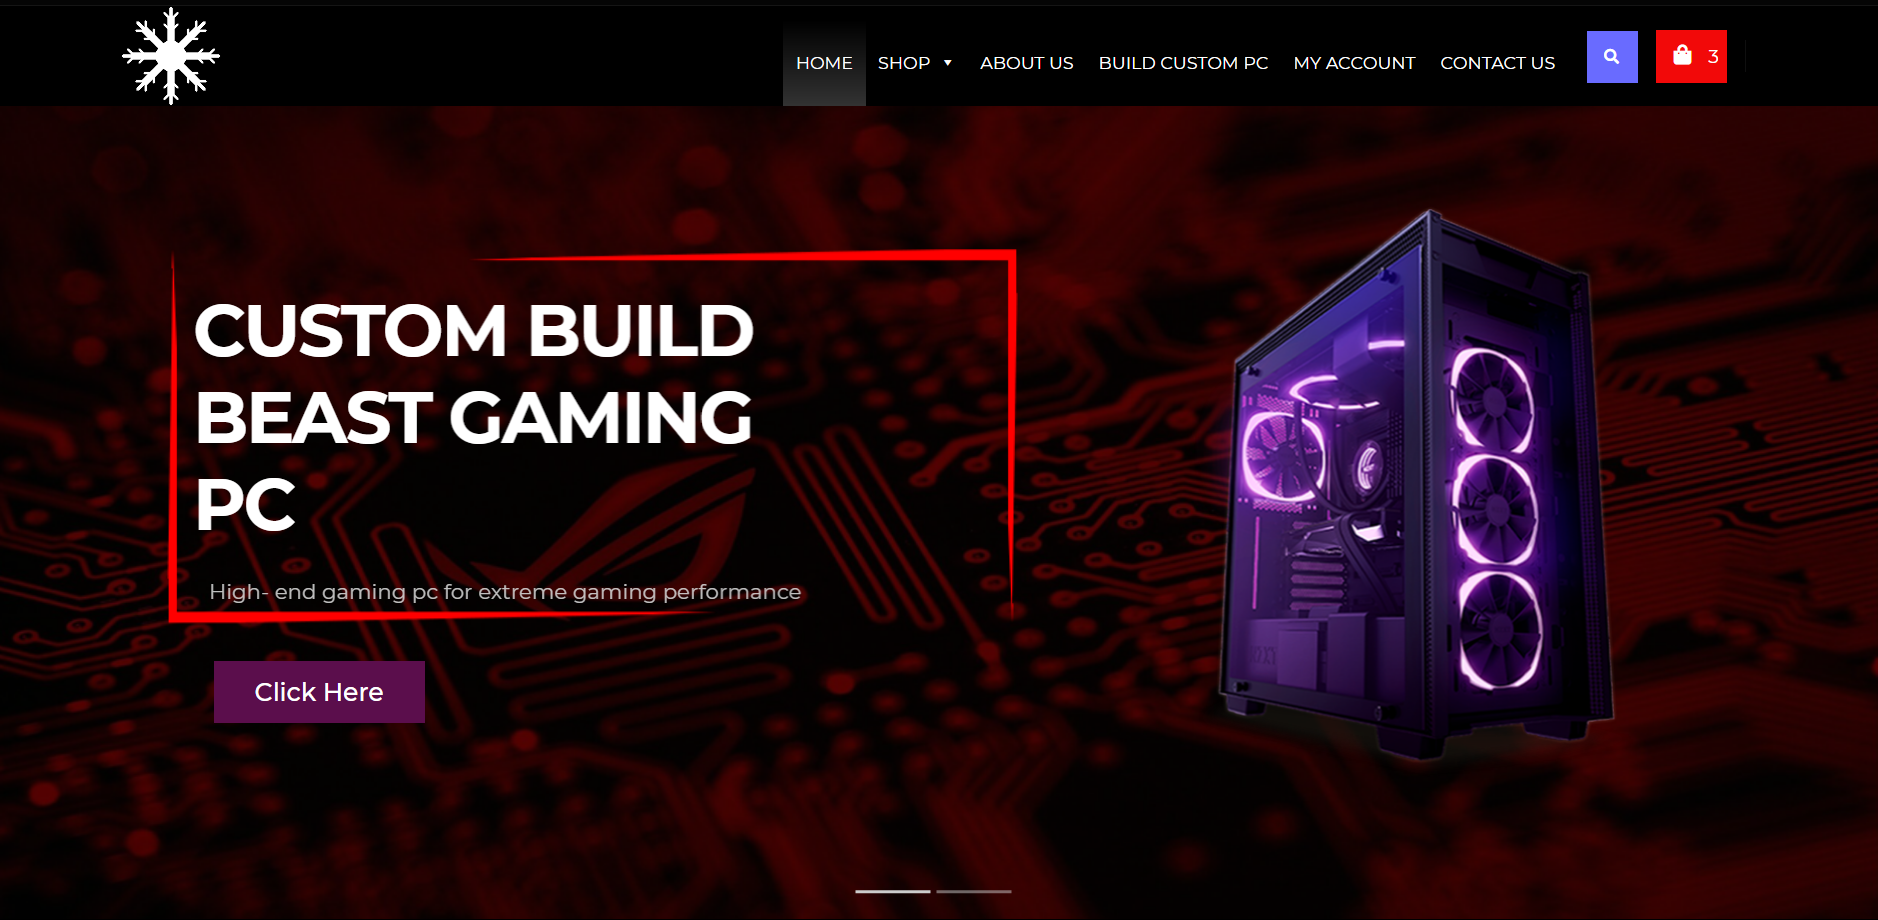 HOME
SHOP
ABOUT US
BUILD CUSTOM PC
MY ACCOUNT
CONTACT US
3
CUSTOM BUILD
BEAST GAMING
PC
High- end gaming pc for extreme gaming performance
Click Here